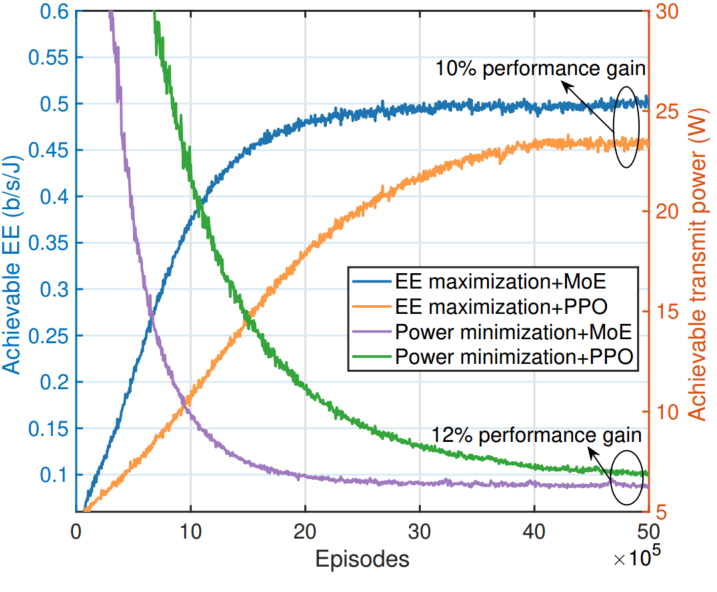 0.6
0.55
0.5
0.45
0.4
0.35
0.3
0.25
0.2
0.15
0.1
Achievable EE (b/s/J)
30
25
20
15
10
5
Achievable transmit power (W)
10% performance gain
EE maximization+MoE
EE maximization+PPO
Power minimization+MoE
Power minimization+PPO
12% performance gain
0 10 20 30 40 50
Episodes
×10⁵